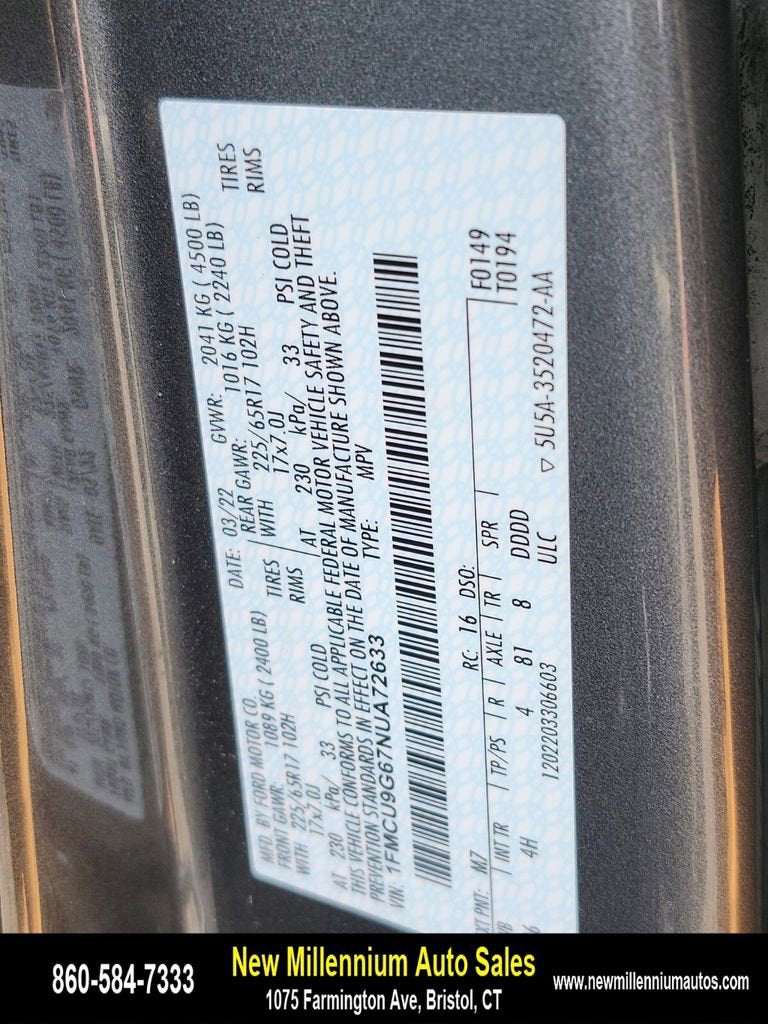 MFD. BY FORD MOTOR CO.
DATE: 03/22 GVWR: 2041 KG ( 4500 LB)
FRONT GAWR: 1089 KG ( 2400 LB) REAR GAWR: 1016 KG ( 2240 LB)
WITH 225/65R17 102H TIRES WITH 225/65R17 102H TIRES
17x7.0J RIMS 17x7.0J RIMS
AT 230 kPa/ 33 PSI COLD AT 230 kPa/ 33 PSI COLD
THIS VEHICLE CONFORMS TO ALL APPLICABLE FEDERAL MOTOR VEHICLE SAFETY AND THEFT
PREVENTION STANDARDS IN EFFECT ON THE DATE OF MANUFACTURE SHOWN ABOVE.
VIN: 1FMCU9G67NUA72633 TYPE: MPV
XT PNT: M7 RC: 16 DSO: F0149
T0194
INT TR TP/PS R AXLE TR SPR
4H 4 81 8 DDDD
1202203306603 ULC ▽ 5U5A-3520472-AA
860-584-7333
New Millennium Auto Sales
1075 Farmington Ave, Bristol, CT
www.newmillenniumautos.com